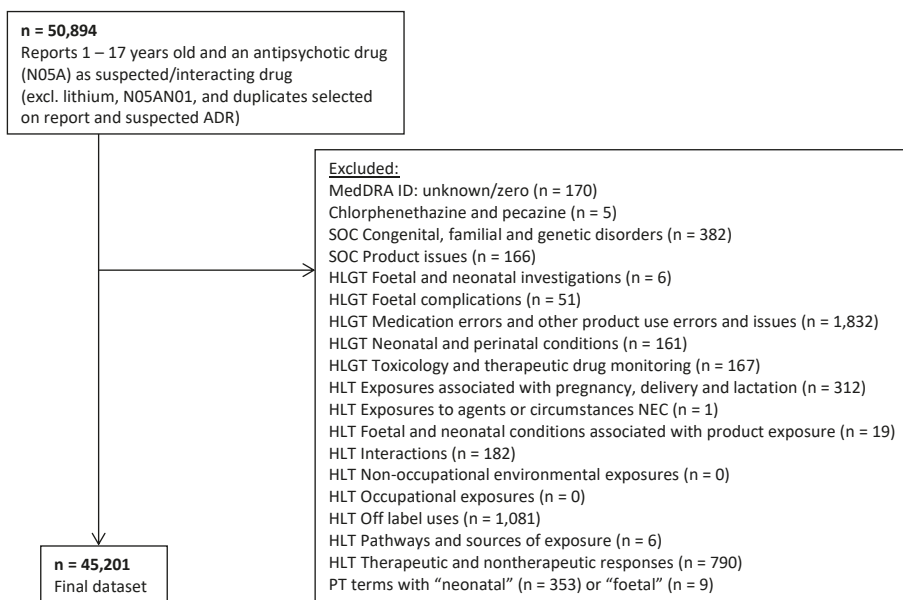 n = 50,894
Reports 1 – 17 years old and an antipsychotic drug
(N05A) as suspected/interacting drug
(excl. lithium, N05AN01, and duplicates selected
on report and suspected ADR)
Excluded:
MedDRA ID: unknown/zero (n = 170)
Chlorphenethazine and pecazine (n = 5)
SOC Congenital, familial and genetic disorders (n = 382)
SOC Product issues (n = 166)
HLGT Foetal and neonatal investigations (n = 6)
HLGT Foetal complications (n = 51)
HLGT Medication errors and other product use errors and issues (n = 1,832)
HLGT Neonatal and perinatal conditions (n = 161)
HLGT Toxicology and therapeutic drug monitoring (n = 167)
HLT Exposures associated with pregnancy, delivery and lactation (n = 312)
HLT Exposures to agents or circumstances NEC (n = 1)
HLT Foetal and neonatal conditions associated with product exposure (n = 19)
HLT Interactions (n = 182)
HLT Non-occupational environmental exposures (n = 0)
HLT Occupational exposures (n = 0)
HLT Off label uses (n = 1,081)
HLT Pathways and sources of exposure (n = 6)
HLT Therapeutic and nontherapeutic responses (n = 790)
PT terms with “neonatal” (n = 353) or “foetal” (n = 9)
n = 45,201
Final dataset